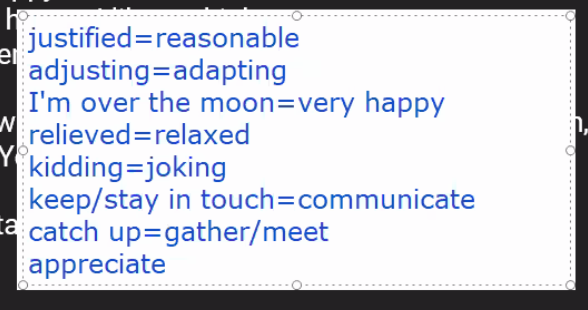 justified=reasonable
adjusting=adapting
I'm over the moon=very happy
relieved=relaxed
kidding=joking
keep/stay in touch=communicate
catch up=gather/meet
appreciate